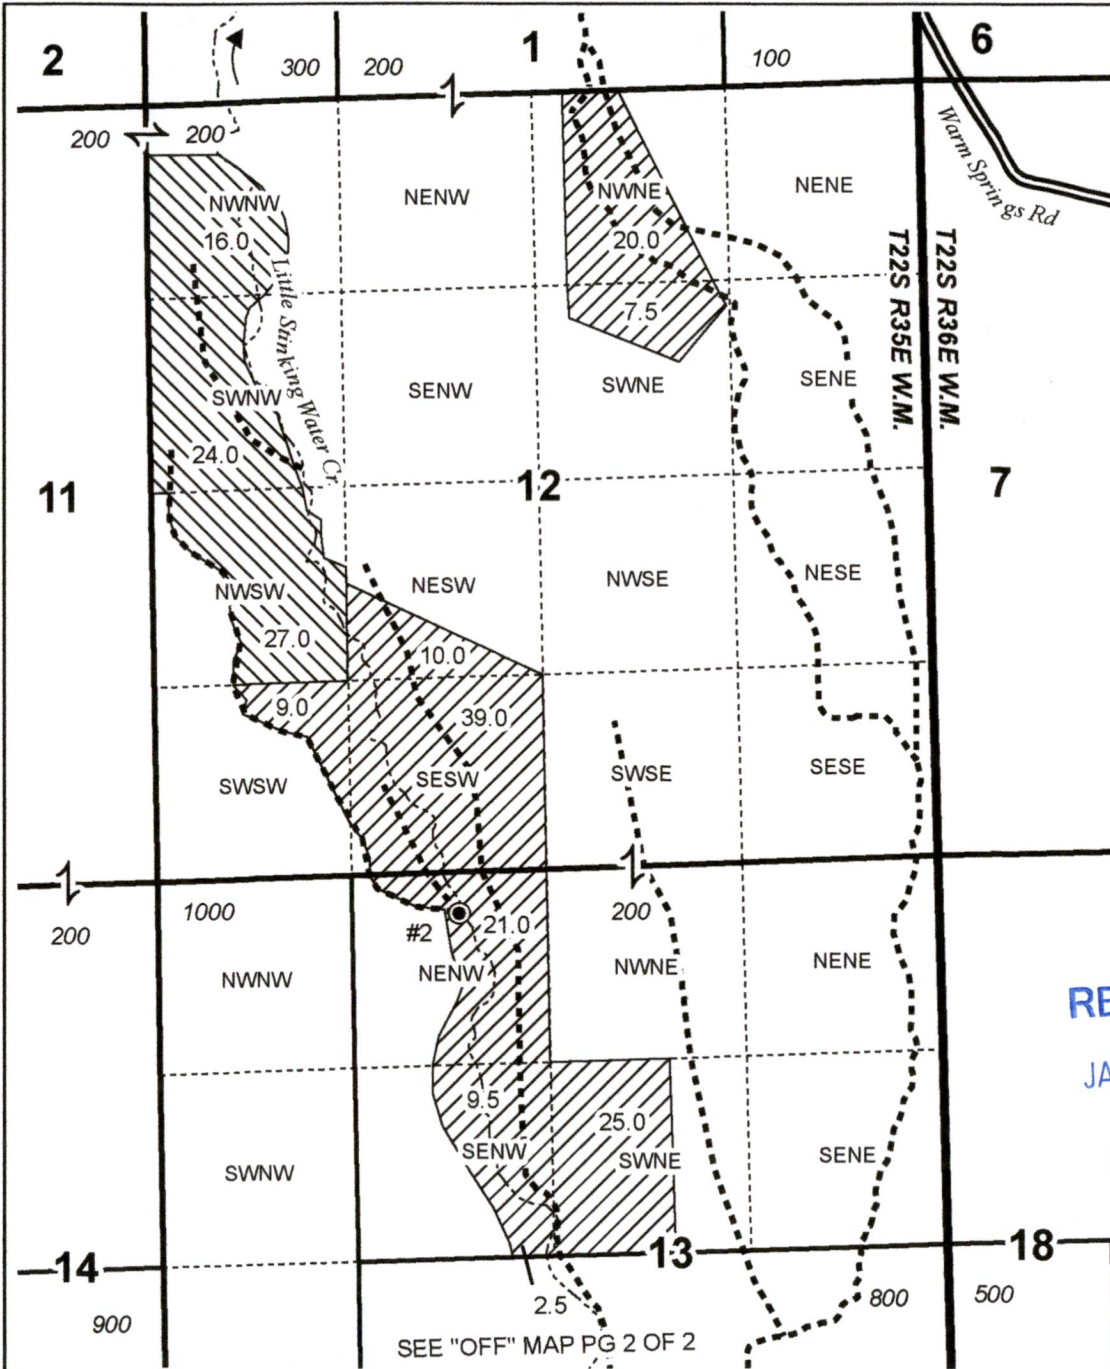 2
300
200
1
100
6
200
200
Warm Springs Rd
NWNW
NENW
NWNE
NENE
16.0
20.0
T22S R35E W.M.
T22S R36E W.M.
Little Stinking Water Cr.
7.5
SWNW
SENW
SWNE
SENE
24.0
11
12
7
NWSW
NESW
NWSE
NESE
27.0
10.0
9.0
39.0
SWSW
SESW
SWSE
SESE
1000
200
200
#2
21.0
NWNW
NENW
NWNE
NENE
RE
JA
9.5
25.0
SWNW
SENW
SWNE
SENE
14
13
18
2.5
800
500
900
SEE "OFF" MAP PG 2 OF 2